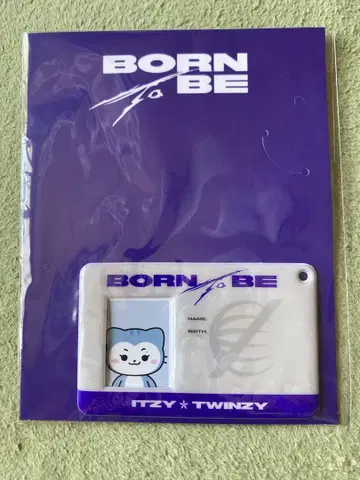 BORN
To BE
BORN To BE
NAME:
BIRTH:
ITZY * TWINZY